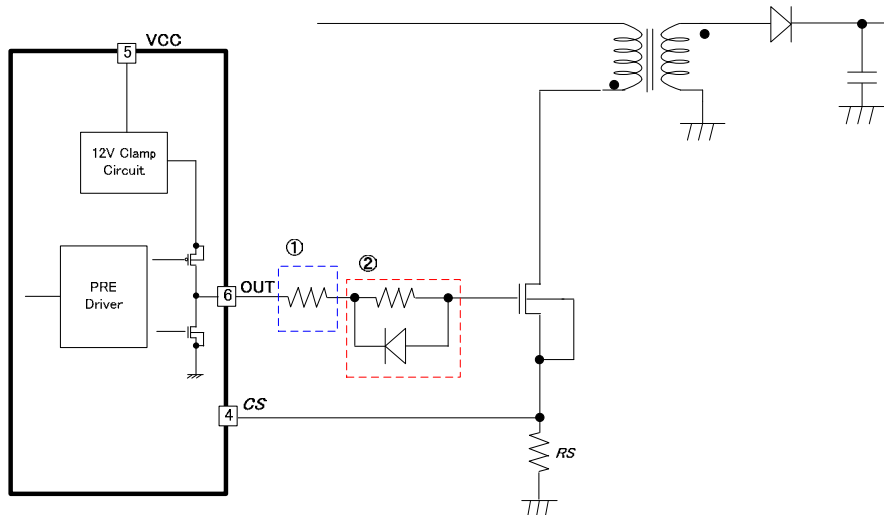 VCC
5
12V Clamp
Circuit
①
②
PRE
Driver
6
OUT
4
CS
RS